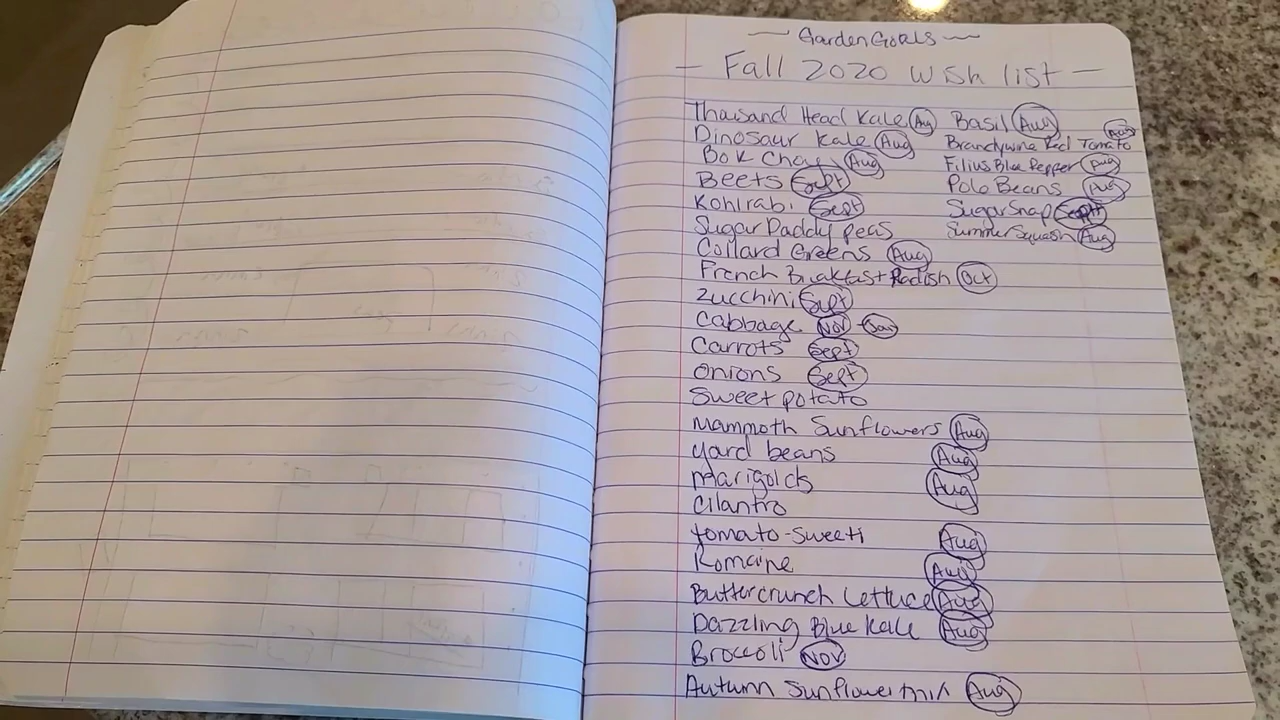 Garden Goals
Fall 2020 Wish list
Thousand Head Kale Aug
Dinosaur Kale Aug
Bok Choy Aug
Beets Sept
Kohlrabi Sept
Sugar Daddy peas
Collard Greens Aug
French Breakfast Radish Oct
Zucchini Sept
Cabbage Nov - Jan
Carrots Sept
Onions Sept
Sweet potato
Mammoth Sunflowers Aug
yard beans Aug
Marigolds Aug
Cilantro
tomato-Sweeti Aug
Romaine Aug
Buttercrunch Lettuce Aug
Dazzling Blue Kale Aug
Broccoli Nov
Autumn Sunflower mix Aug
Basil Aug
Brandywine Red Tomato Aug
Filius Blue Pepper Aug
Pole Beans Aug
Sugar Snap Sept
Summer Squash Aug